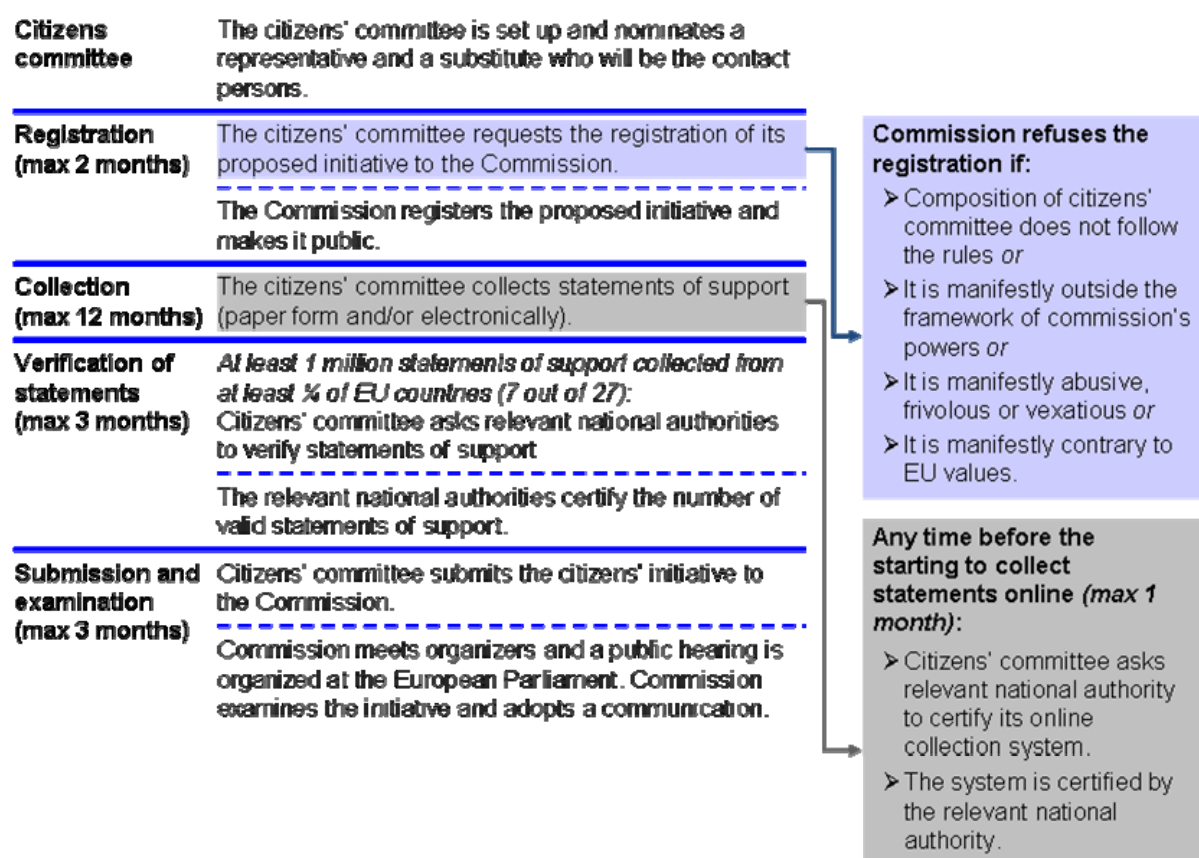 Citizens
committee
The citizens' committee is set up and nominates a
representative and a substitute who will be the contact
persons.
Registration
(max 2 months)
The citizens' committee requests the registration of its
proposed initiative to the Commission.
The Commission registers the proposed initiative and
makes it public.
Collection
(max 12 months)
The citizens' committee collects statements of support
(paper form and/or electronically).
Verification of
statements
(max 3 months)
At least 1 million statements of support collected from
at least ¼ of EU countries (7 out of 27):
Citizens' committee asks relevant national authorities
to verify statements of support
The relevant national authorities certify the number of
valid statements of support.
Submission and
examination
(max 3 months)
Citizens' committee submits the citizens' initiative to
the Commission.
Commission meets organizers and a public hearing is
organized at the European Parliament. Commission
examines the initiative and adopts a communication.
Commission refuses the
registration if:
➢ Composition of citizens'
committee does not follow
the rules or
➢ It is manifestly outside the
framework of commission's
powers or
➢ It is manifestly abusive,
frivolous or vexatious or
➢ It is manifestly contrary to
EU values.
Any time before the
starting to collect
statements online (max 1
month):
➢ Citizens' committee asks
relevant national authority
to certify its online
collection system.
➢ The system is certified by
the relevant national
authority.